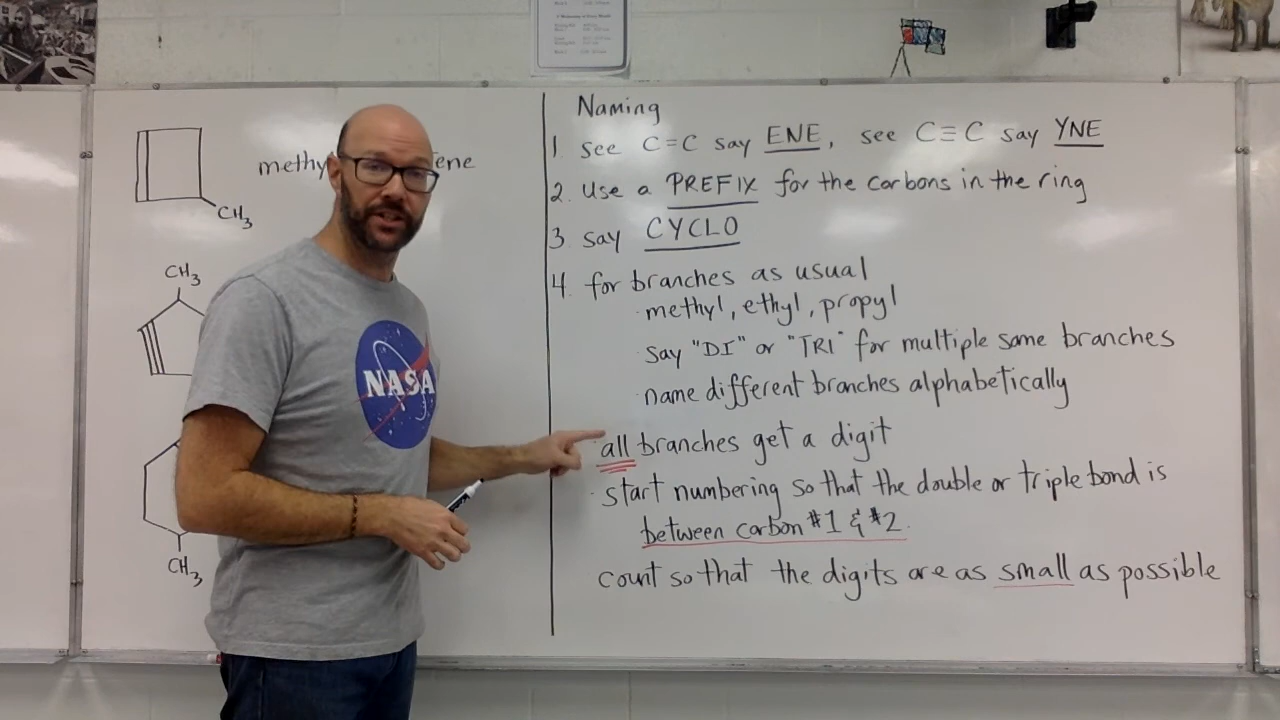 Naming
1. see C=C say ENE, see C≡C say YNE
2. Use a PREFIX for the carbons in the ring
3. say CYCLO
4. for branches as usual
· methyl, ethyl, propyl
· say "DI" or "TRI" for multiple same branches
· name different branches alphabetically
· all branches get a digit
· start numbering so that the double or triple bond is
between carbon #1 & #2.
count so that the digits are as small as possible
CH3
CH3
CH3
NASA